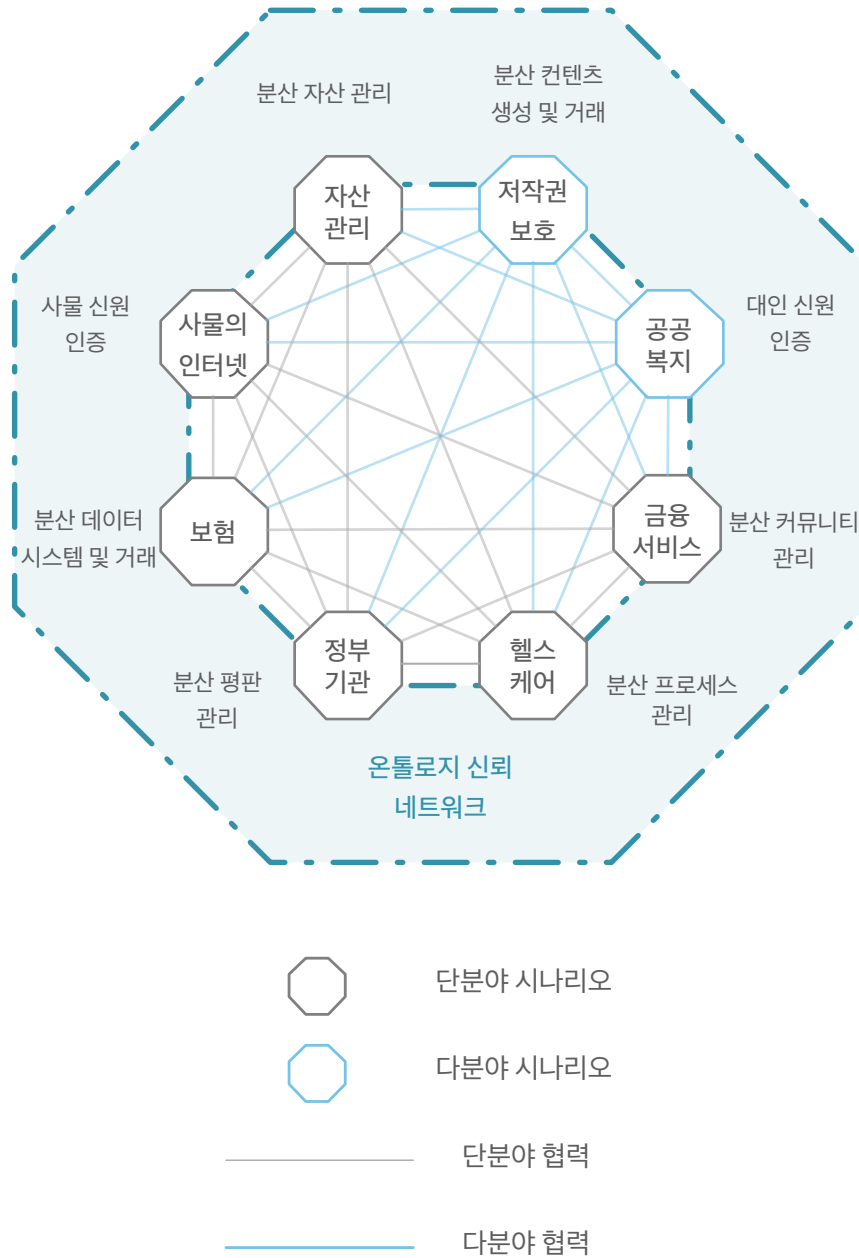 분산 자산 관리
분산 컨텐츠
생성 및 거래
자산
관리
저작권
보호
사물 신원
인증
사물의
인터넷
공공
복지
대인 신원
인증
분산 데이터
시스템 및 거래
보험
금융
서비스
분산 커뮤니티
관리
정부
기관
헬스
케어
분산 평판
관리
분산 프로세스
관리
온톨로지 신뢰
네트워크
단분야 시나리오
다분야 시나리오
단분야 협력
다분야 협력